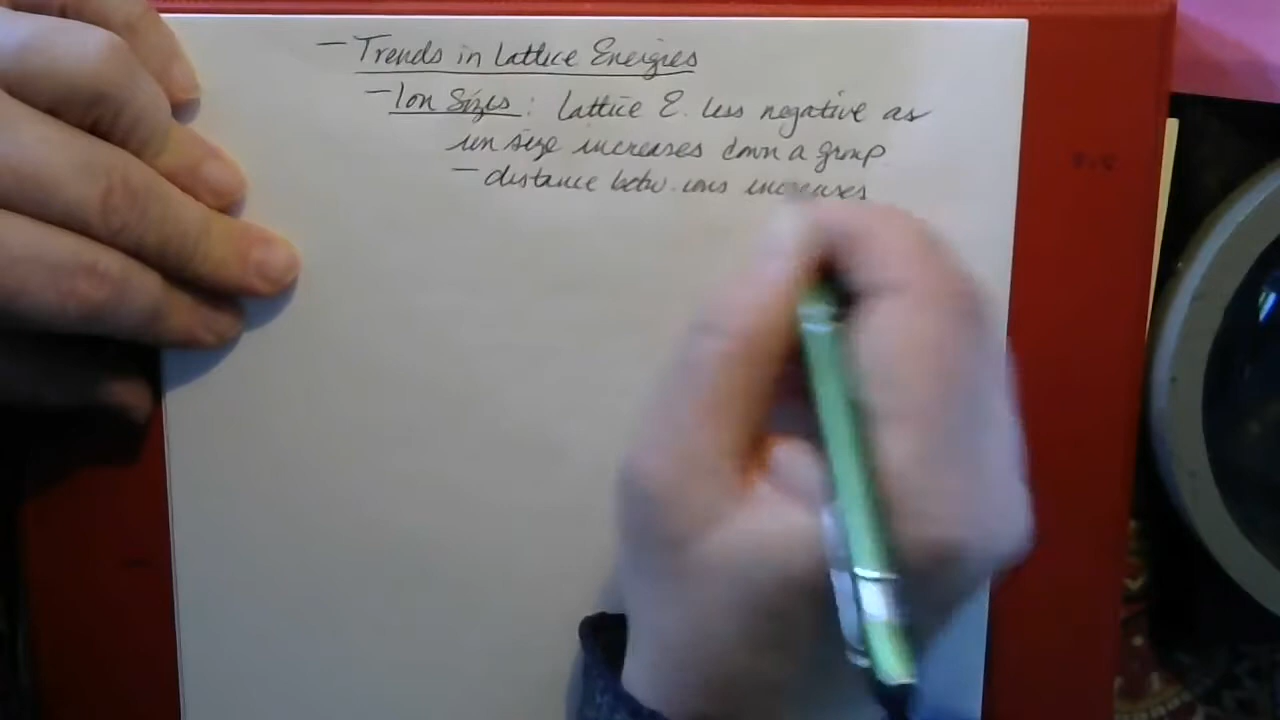 - Trends in Lattice Energies
- Ion Sizes: Lattice E. less negative as
ion size increases down a group
- distance betw. ions increases